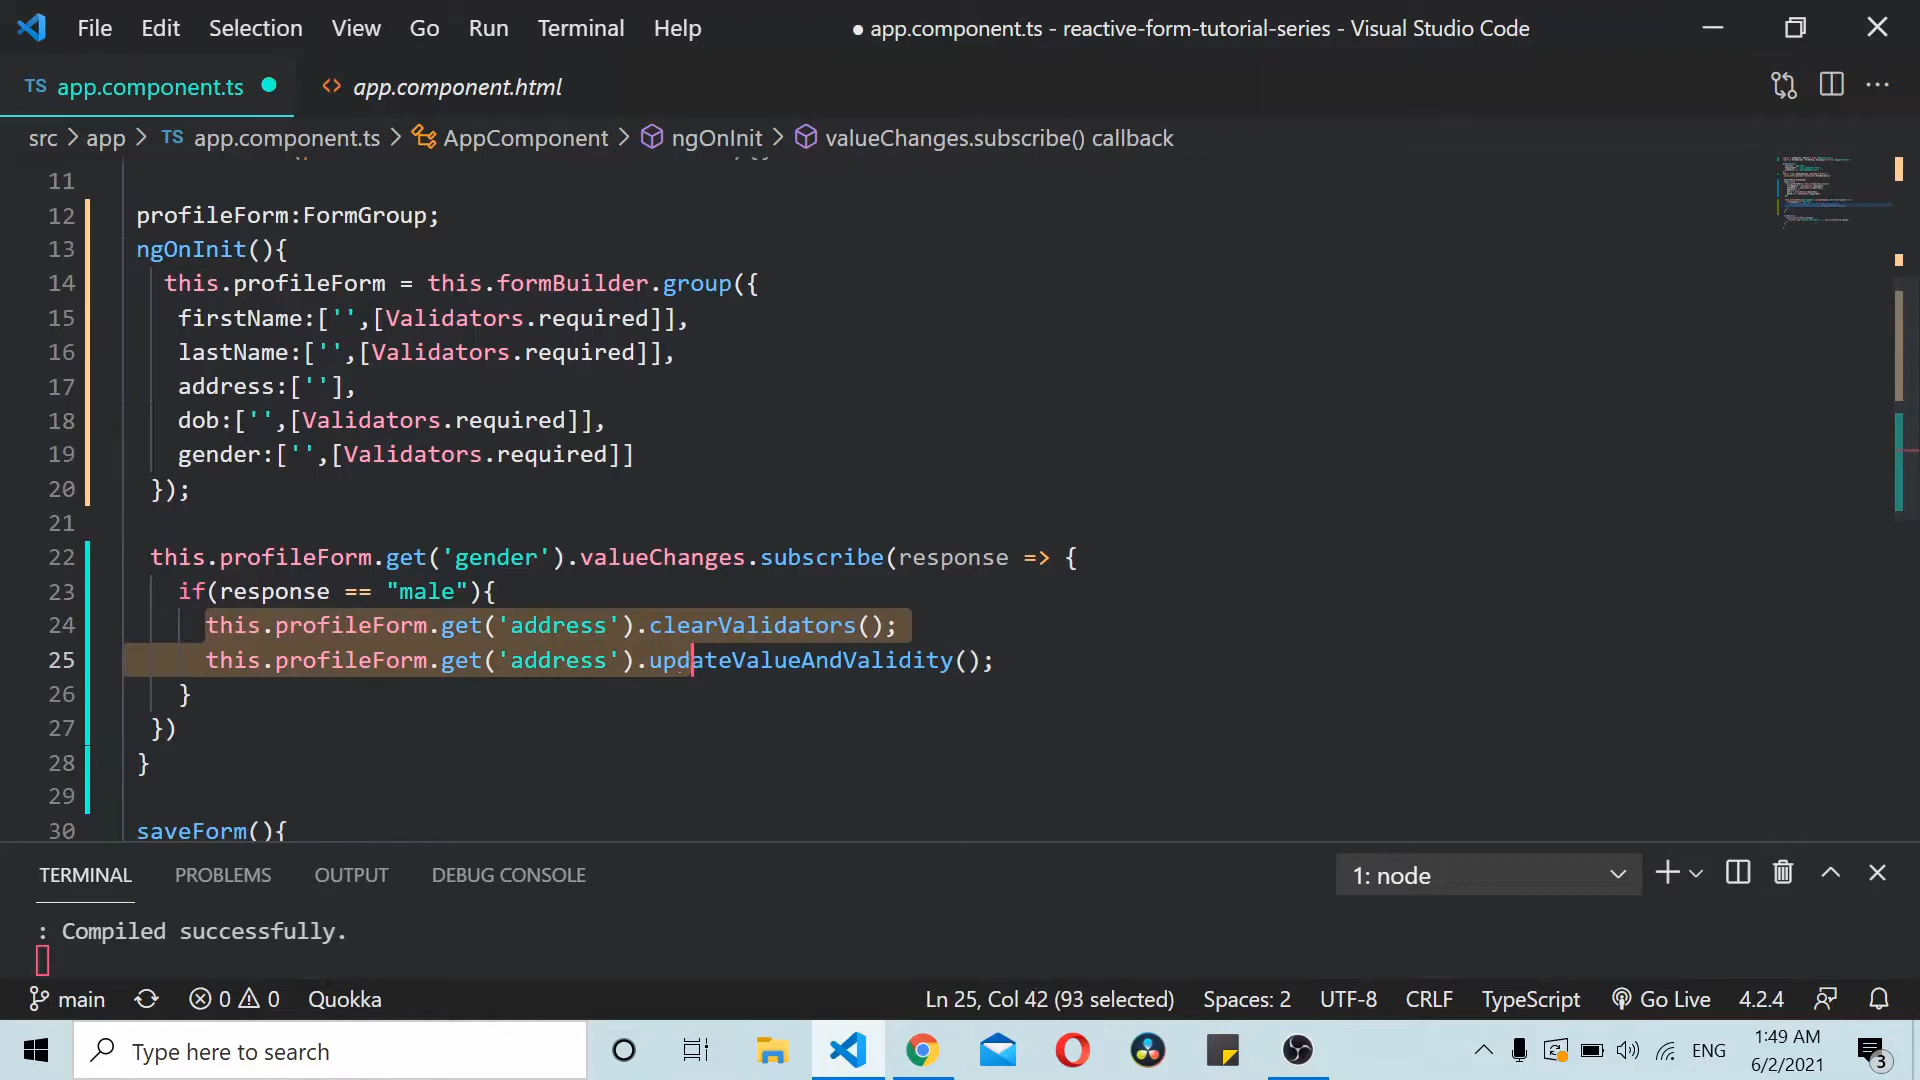 File Edit Selection View Go Run Terminal Help ● app.component.ts - reactive-form-tutorial-series - Visual Studio Code
TS app.component.ts <> app.component.html
src > app > TS app.component.ts > AppComponent > ngOnInit > valueChanges.subscribe() callback
11
12 profileForm:FormGroup;
13 ngOnInit(){
14 this.profileForm = this.formBuilder.group({
15 firstName:['',[Validators.required]],
16 lastName:['',[Validators.required]],
17 address:[''],
18 dob:['',[Validators.required]],
19 gender:['',[Validators.required]]
20 });
21
22 this.profileForm.get('gender').valueChanges.subscribe(response => {
23 if(response == "male"){
24 this.profileForm.get('address').clearValidators();
25 this.profileForm.get('address').updateValueAndValidity();
26 }
27 })
28 }
29
30 saveForm(){
TERMINAL PROBLEMS OUTPUT DEBUG CONSOLE 1: node
: Compiled successfully.
main 0 0 Quokka Ln 25, Col 42 (93 selected) Spaces: 2 UTF-8 CRLF TypeScript Go Live 4.2.4
Type here to search ENG 1:49 AM
6/2/2021 3